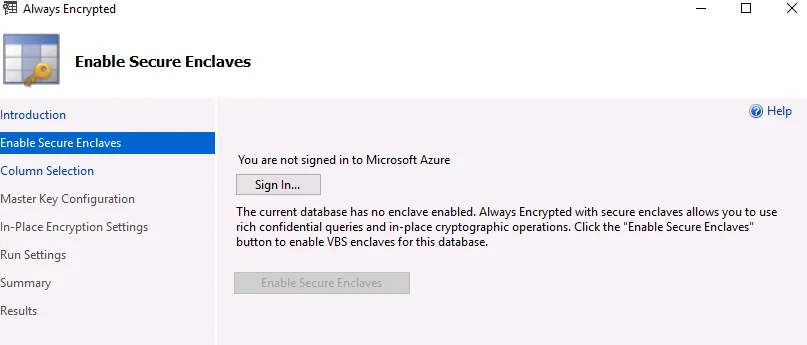 Always Encrypted
Enable Secure Enclaves
Introduction
Help
Enable Secure Enclaves
Column Selection
Master Key Configuration
In-Place Encryption Settings
Run Settings
Summary
Results
You are not signed in to Microsoft Azure
Sign In...
The current database has no enclave enabled. Always Encrypted with secure enclaves allows you to use
rich confidential queries and in-place cryptographic operations. Click the "Enable Secure Enclaves"
button to enable VBS enclaves for this database.
Enable Secure Enclaves